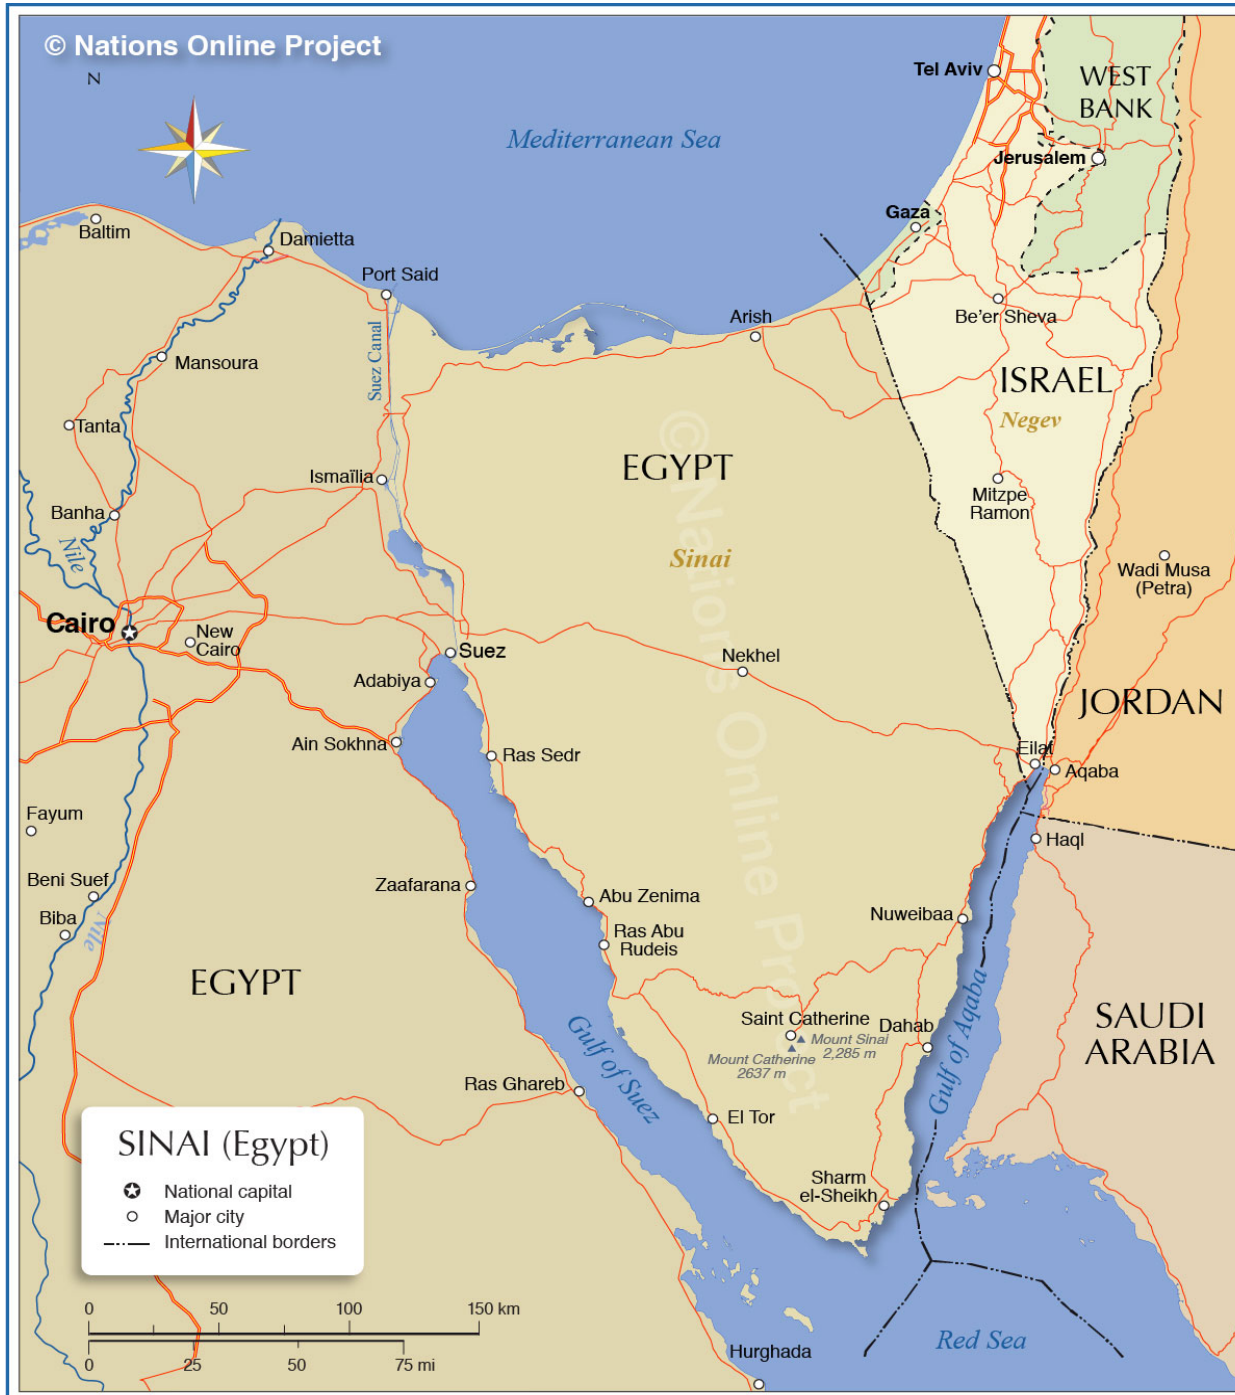 © Nations Online Project
N
Tel Aviv
WEST
BANK
Mediterranean Sea
Jerusalem
Gaza
Baltim
Damietta
Port Said
Arish
Be'er Sheva
Suez Canal
Mansoura
ISRAEL
Negev
Tanta
EGYPT
Ismaïlia
Mitzpe
Ramon
Banha
Nile
Sinai
Wadi Musa
(Petra)
Cairo
New
Cairo
Suez
Nekhel
Adabiya
JORDAN
Ain Sokhna
Ras Sedr
Eilat
Aqaba
Fayum
Haql
Beni Suef
Zaafarana
Abu Zenima
Biba
Nile
Nuweibaa
Ras Abu
Rudeis
EGYPT
Gulf of Aqaba
SAUDI
ARABIA
Saint Catherine
Dahab
Mount Sinai
2,285 m
Mount Catherine
2637 m
Gulf of Suez
Ras Ghareb
El Tor
© Nations Online Project
SINAI (Egypt)
National capital
Major city
International borders
Sharm
el-Sheikh
0 50 100 150 km
0 25 50 75 mi
Red Sea
Hurghada